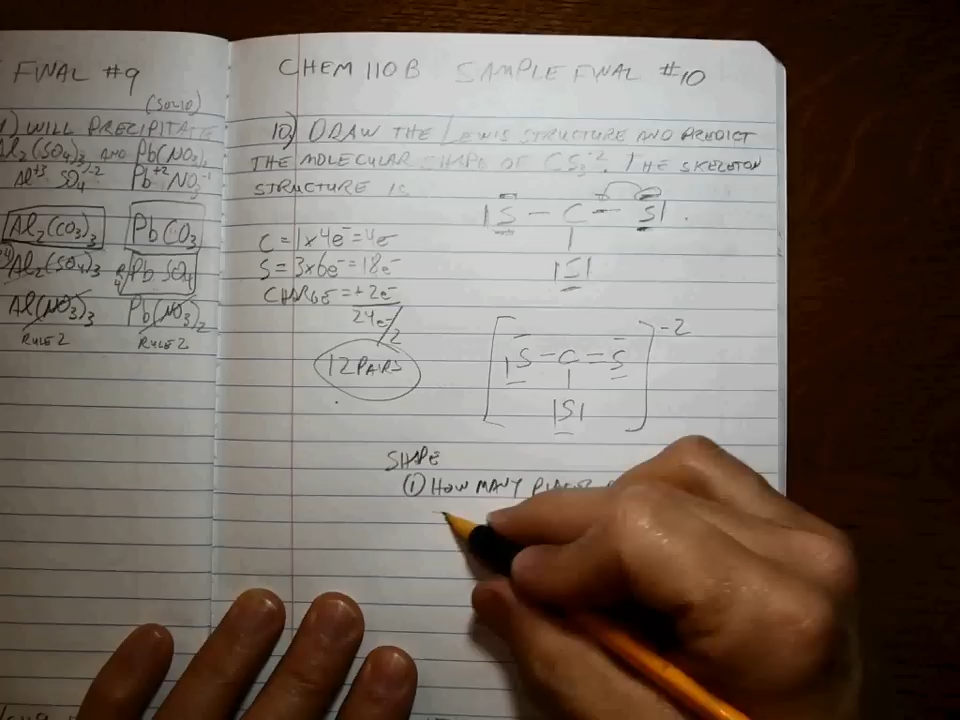 FINAL #9
(SOLID)
1) WILL PRECIPITATE
Al₂(SO₄)₃ AND Pb(NO₃)₂
Al⁺³ SO₄⁻² Pb⁺² NO₃⁻¹
Al₂(CO₃)₃ PbCO₃
Al₂(SO₄)₃ PbSO₄
Al(NO₃)₃ Pb(NO₃)₂
RULE 2 RULE 2
CHEM 110B SAMPLE FINAL #10
10) DRAW THE LEWIS STRUCTURE AND PREDICT
THE MOLECULAR SHAPE OF CS₃⁻². THE SKELETON
STRUCTURE IS
|S – C – S| .
|
|S|
C = 1x4e⁻ = 4e⁻
S = 3x6e⁻ = 18e⁻
CHARGE = +2e⁻
24e⁻/2
12 PAIRS
[|S – C = S]⁻²
|
|S|
SHAPE
① HOW MANY